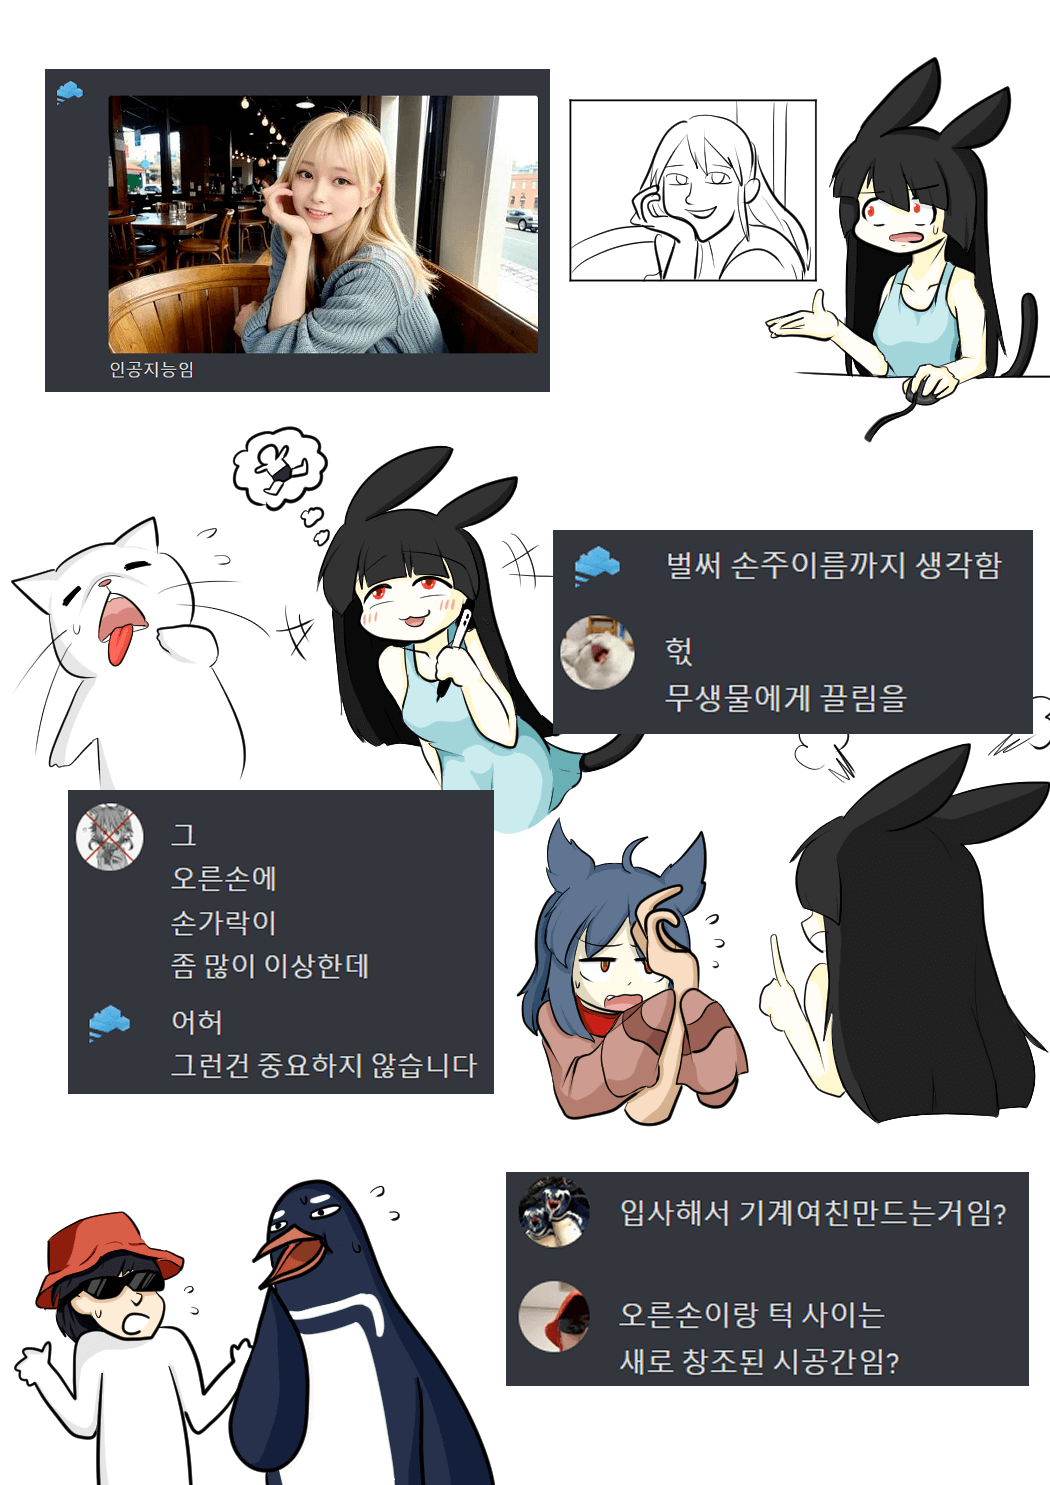 인공지능임
벌써 손주이름까지 생각함
헔
무생물에게 끌림을
그
오른손에
손가락이
좀 많이 이상한데
어허
그런건 중요하지 않습니다
입사해서 기계여친만드는거임?
오른손이랑 턱 사이는
새로 창조된 시공간임?